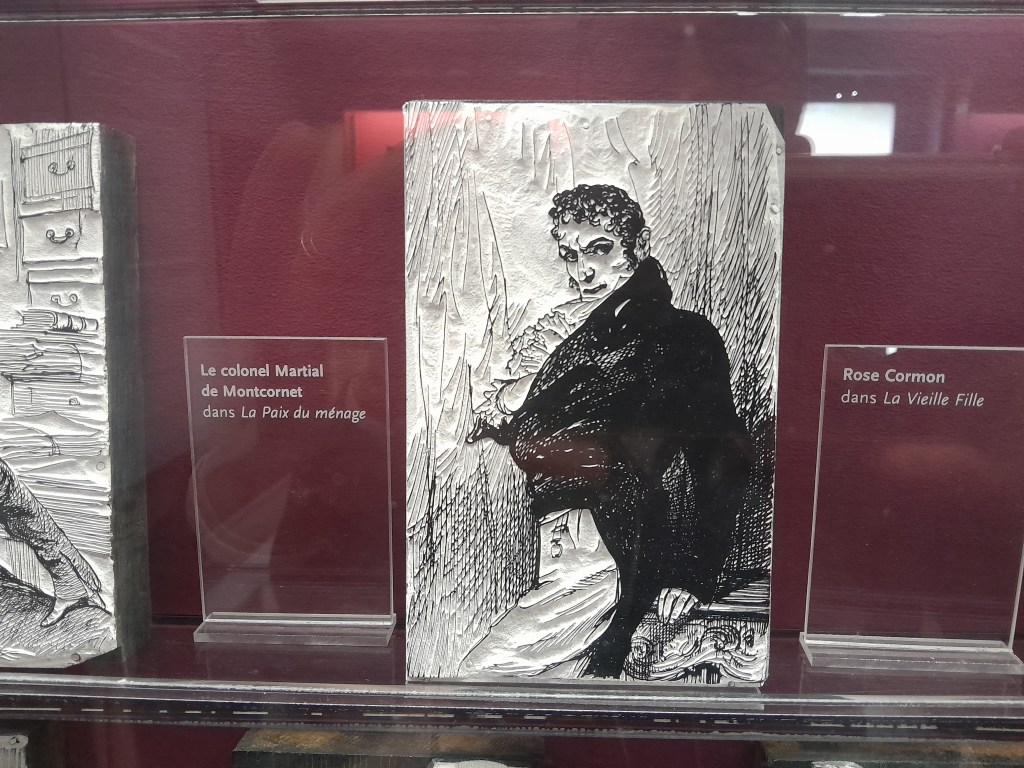 Le colonel Martial
de Montcornet
dans La Paix du ménage
Rose Cormon
dans La Vieille Fille